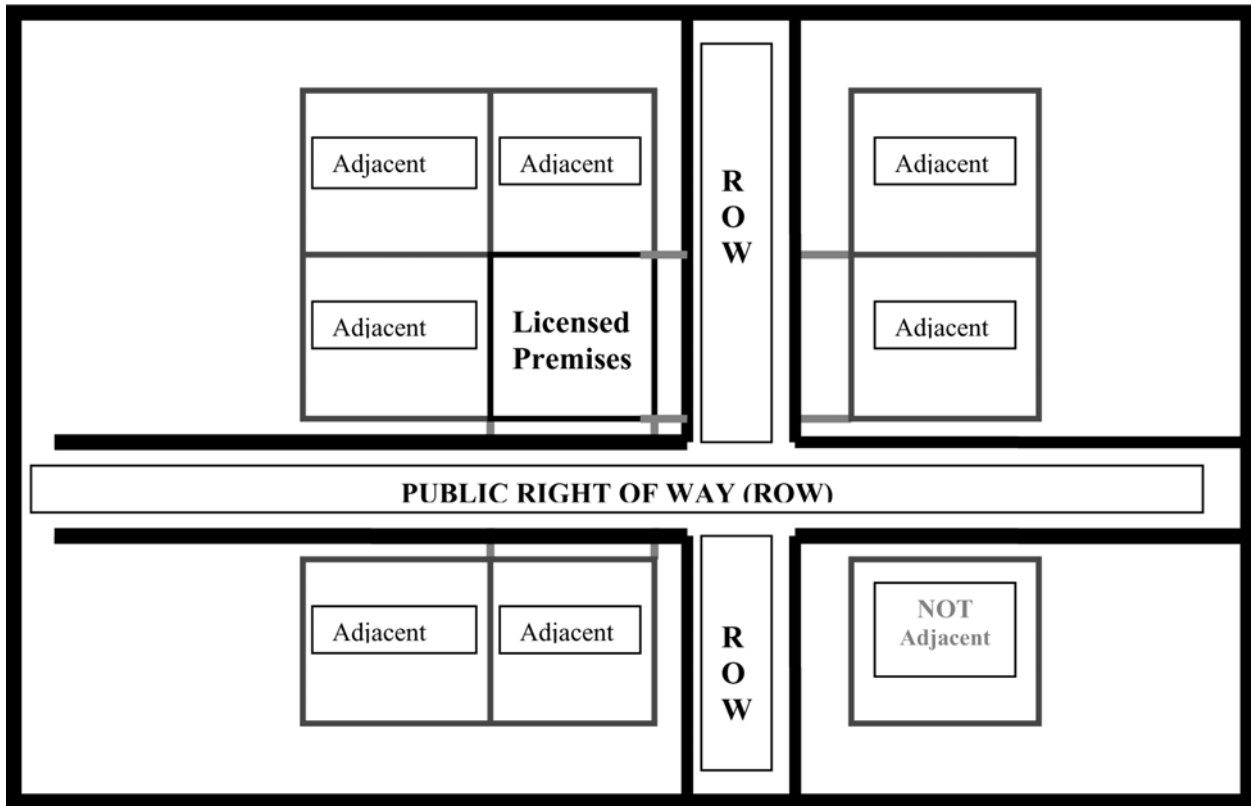 Adjacent
Adjacent
R
O
W
Adjacent
Adjacent
Licensed
Premises
Adjacent
PUBLIC RIGHT OF WAY (ROW)
Adjacent
Adjacent
R
O
W
NOT
Adjacent